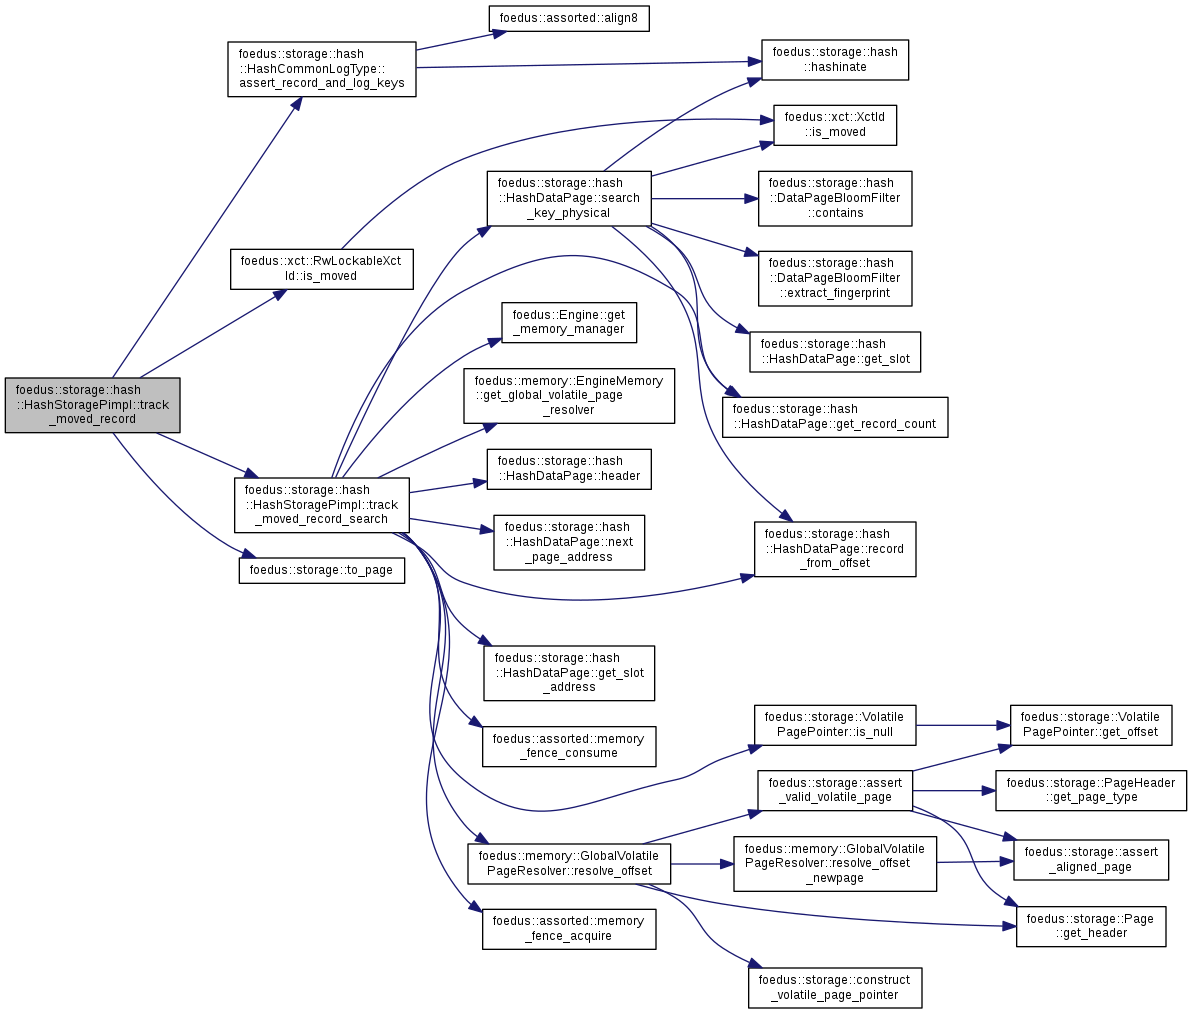 foedus::assorted::align8
foedus::storage::hash
::HashCommonLogType::
assert_record_and_log_keys
foedus::storage::hash
::hashinate
foedus::xct::XctId
::is_moved
foedus::storage::hash
::HashDataPage::search
_key_physical
foedus::storage::hash
::DataPageBloomFilter
::contains
foedus::xct::RwLockableXct
Id::is_moved
foedus::storage::hash
::DataPageBloomFilter
::extract_fingerprint
foedus::Engine::get
_memory_manager
foedus::storage::hash
::HashDataPage::get_slot
foedus::storage::hash
::HashStoragePimpl::track
_moved_record
foedus::memory::EngineMemory
::get_global_volatile_page
_resolver
foedus::storage::hash
::HashDataPage::get_record_count
foedus::storage::hash
::HashDataPage::header
foedus::storage::hash
::HashStoragePimpl::track
_moved_record_search
foedus::storage::hash
::HashDataPage::next
_page_address
foedus::storage::hash
::HashDataPage::record
_from_offset
foedus::storage::to_page
foedus::storage::hash
::HashDataPage::get_slot
_address
foedus::assorted::memory
_fence_consume
foedus::storage::Volatile
PagePointer::is_null
foedus::storage::Volatile
PagePointer::get_offset
foedus::storage::assert
_valid_volatile_page
foedus::storage::PageHeader
::get_page_type
foedus::memory::GlobalVolatile
PageResolver::resolve_offset
foedus::memory::GlobalVolatile
PageResolver::resolve_offset
_newpage
foedus::storage::assert
_aligned_page
foedus::assorted::memory
_fence_acquire
foedus::storage::Page
::get_header
foedus::storage::construct
_volatile_page_pointer